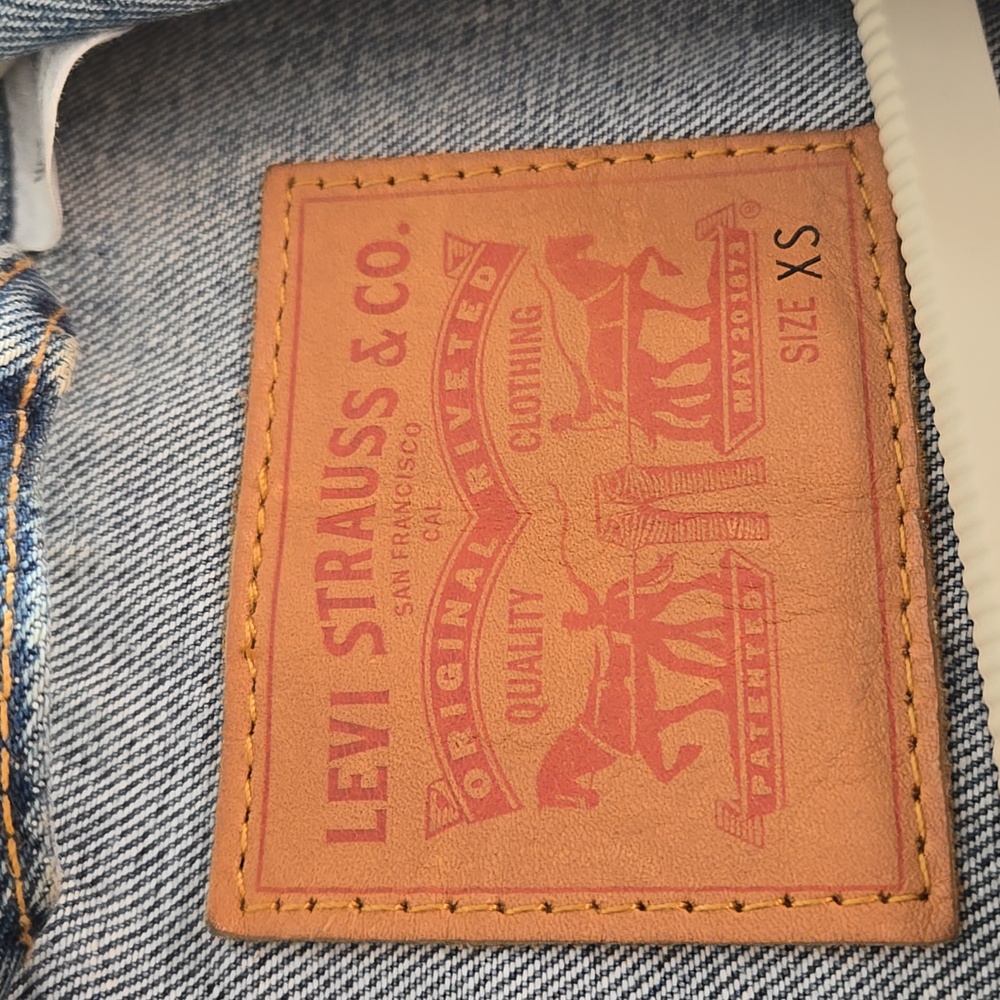 LEVI STRAUSS & CO.
SAN FRANCISCO
CAL
ORIGINAL RIVETED
QUALITY CLOTHING
PATENTED MAY 20 1873 ®
SIZE XS